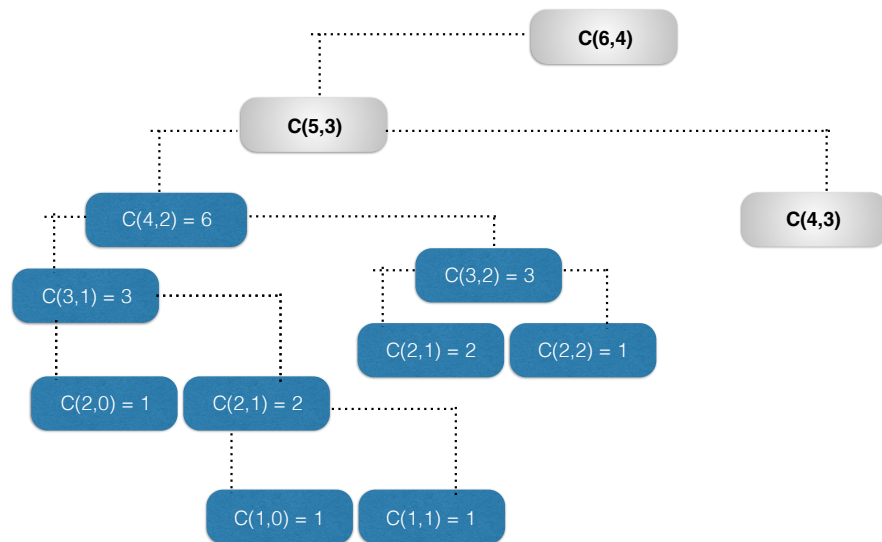 C(6,4)
C(5,3)
C(4,2) = 6
C(4,3)
C(3,2) = 3
C(3,1) = 3
C(2,1) = 2
C(2,2) = 1
C(2,0) = 1
C(2,1) = 2
C(1,0) = 1
C(1,1) = 1